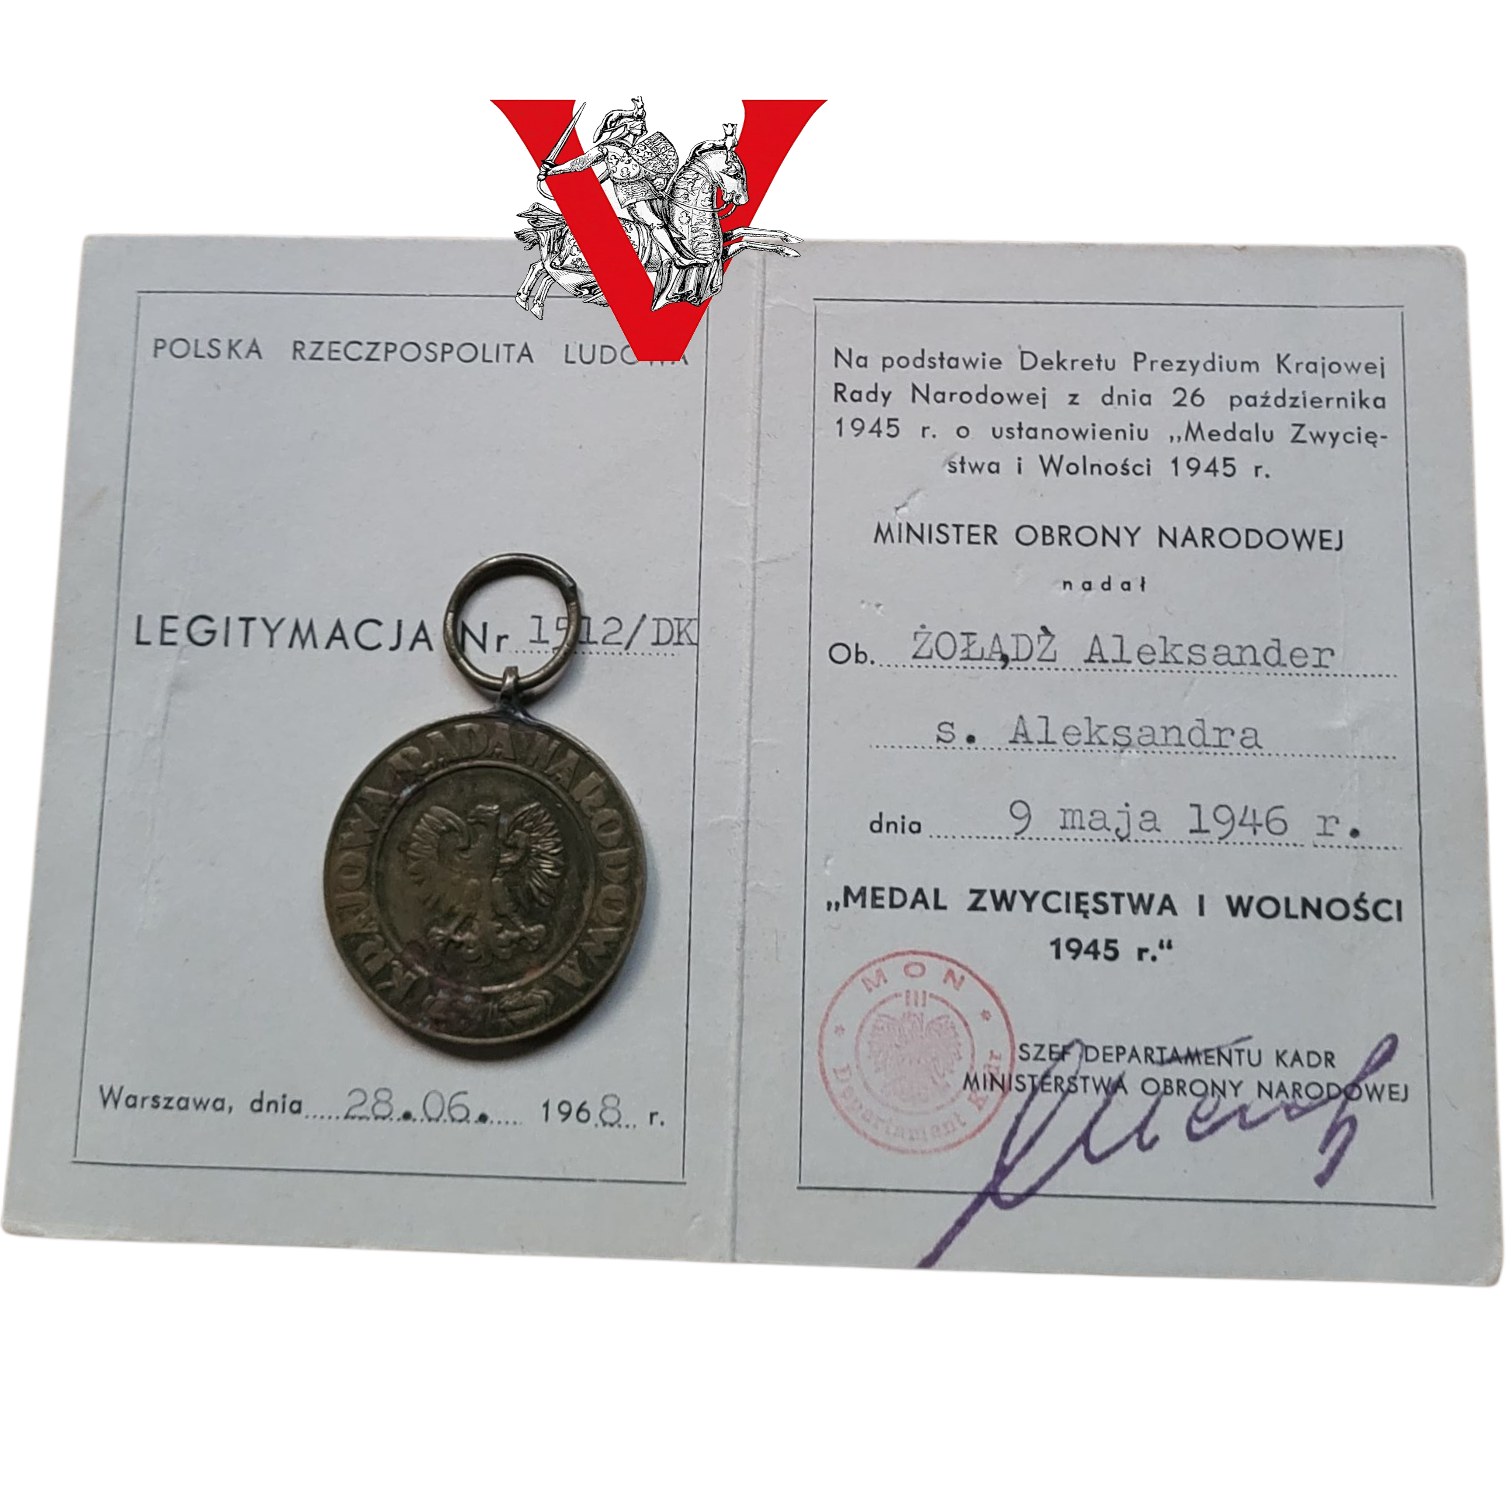 POLSKA RZECZPOSPOLITA LUDOWA
LEGITYMACJA Nr 1512/DK
KRAJOWA RADA NARODOWA
Warszawa, dnia 28.06. 1968 r.
Na podstawie Dekretu Prezydium Krajowej
Rady Narodowej z dnia 26 października
1945 r. o ustanowieniu „Medalu Zwycię-
stwa i Wolności 1945 r.
MINISTER OBRONY NARODOWEJ
nadał
Ob. ŻOŁĄDŹ Aleksander
s. Aleksandra
dnia 9 maja 1946 r.
„MEDAL ZWYCIĘSTWA I WOLNOŚCI
1945 r.“
MON
III
Departament Kadr
SZEF DEPARTAMENTU KADR
MINISTERSTWA OBRONY NARODOWEJ
V